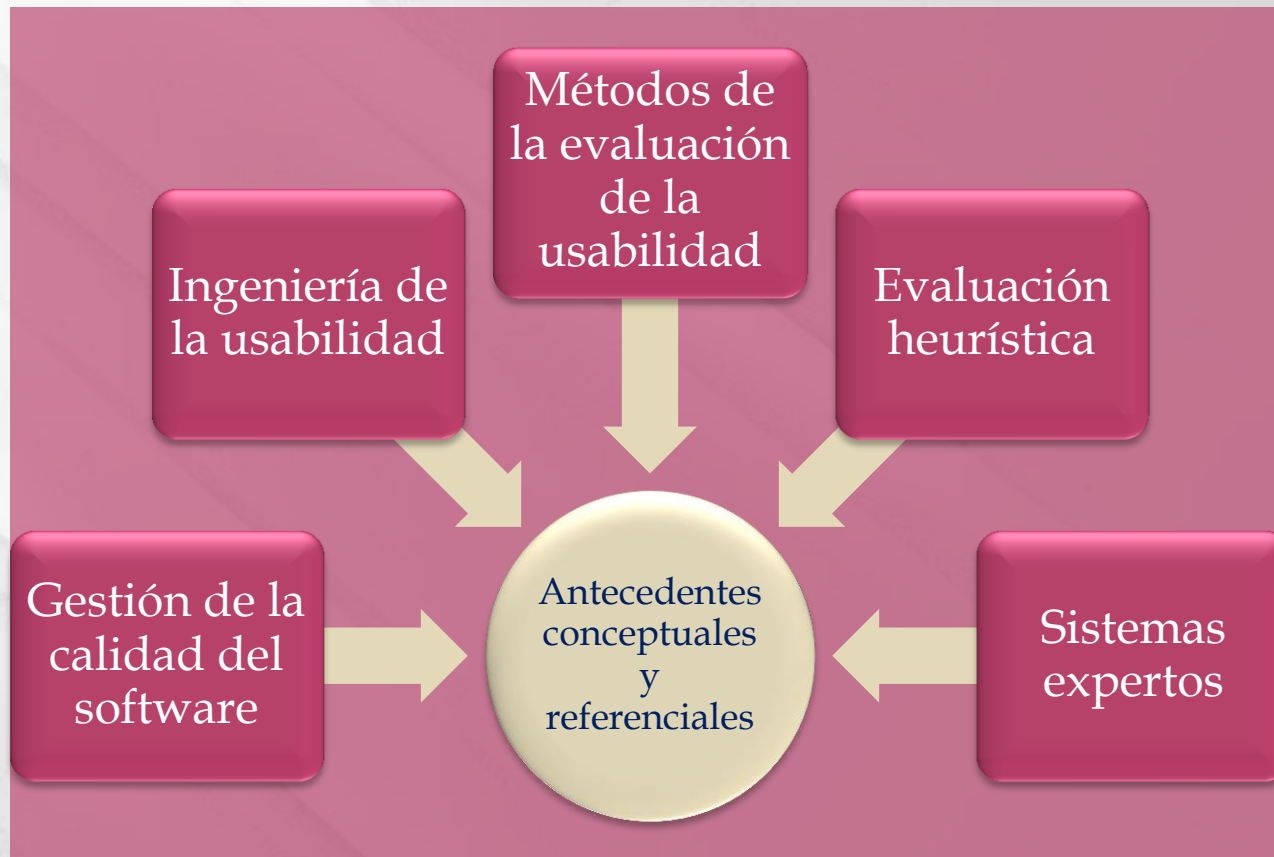 Métodos de
la evaluación
de la
usabilidad
Ingeniería de
la usabilidad
Evaluación
heurística
Gestión de la
calidad del
software
Antecedentes
conceptuales
y
referenciales
Sistemas
expertos